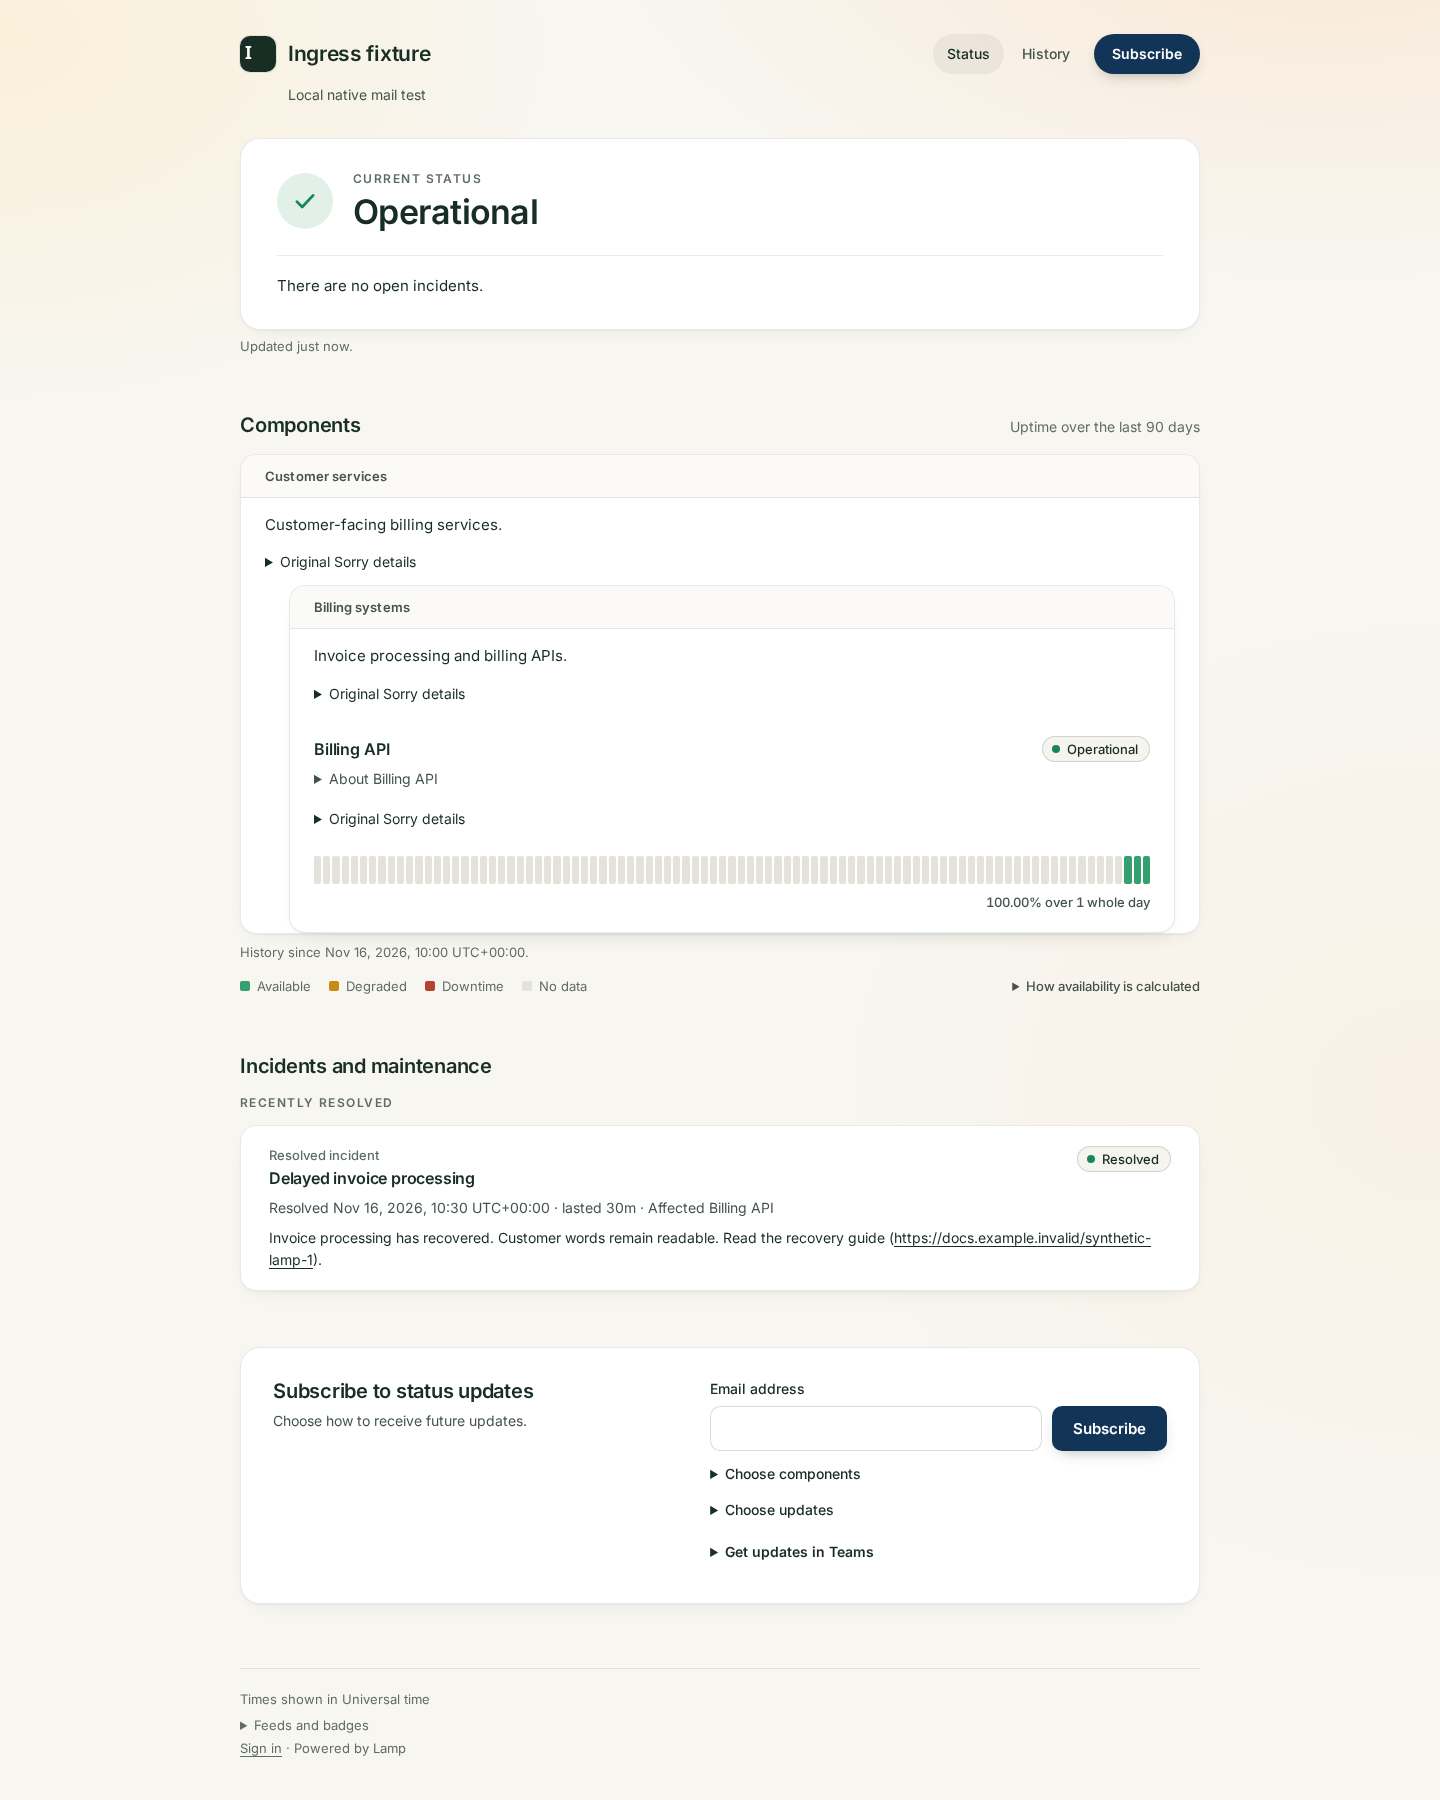 I
Ingress fixture
Status
History
Subscribe
Local native mail test
CURRENT STATUS
Operational
There are no open incidents.
Updated just now.
Components
Uptime over the last 90 days
Customer services
Customer-facing billing services.
Original Sorry details
Billing systems
Invoice processing and billing APIs.
Original Sorry details
Billing API
Operational
About Billing API
Original Sorry details
100.00% over 1 whole day
History since Nov 16, 2026, 10:00 UTC+00:00.
Available
Degraded
Downtime
No data
How availability is calculated
Incidents and maintenance
RECENTLY RESOLVED
Resolved incident
Resolved
Delayed invoice processing
Resolved Nov 16, 2026, 10:30 UTC+00:00 · lasted 30m · Affected Billing API
Invoice processing has recovered. Customer words remain readable. Read the recovery guide (https://docs.example.invalid/synthetic-
lamp-1).
Subscribe to status updates
Choose how to receive future updates.
Email address
Subscribe
Choose components
Choose updates
Get updates in Teams
Times shown in Universal time
Feeds and badges
Sign in · Powered by Lamp